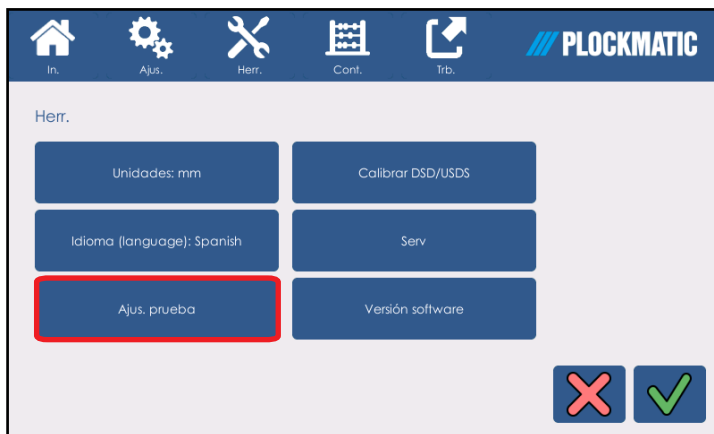 PLOCKMATIC
In.
Ajus.
Herr.
Cont.
Trb.
Herr.
Unidades: mm
Calibrar DSD/USDS
Idioma (language): Spanish
Serv
Ajus. prueba
Versión software